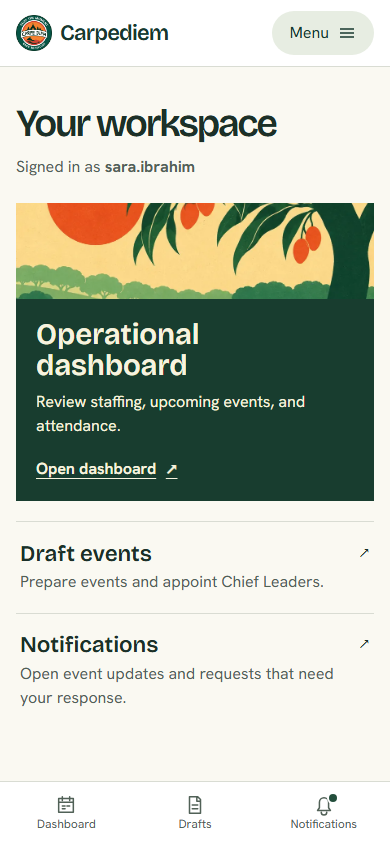 Carpediem
Menu
Your workspace
Signed in as sara.ibrahim
Operational
dashboard
Review staffing, upcoming events, and
attendance.
Open dashboard ↗
Draft events ↗
Prepare events and appoint Chief Leaders.
Notifications ↗
Open event updates and requests that need
your response.
Dashboard
Drafts
Notifications